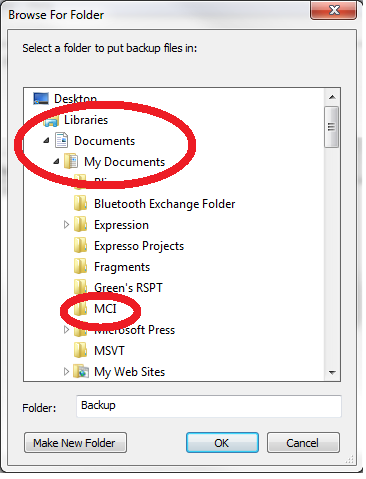 Browse For Folder
Select a folder to put backup files in:
Desktop
Libraries
Documents
My Documents
Bluetooth Exchange Folder
Expression
Expresso Projects
Fragments
Green's RSPT
MCI
Microsoft Press
MSVT
My Web Sites
Folder: Backup
Make New Folder OK Cancel